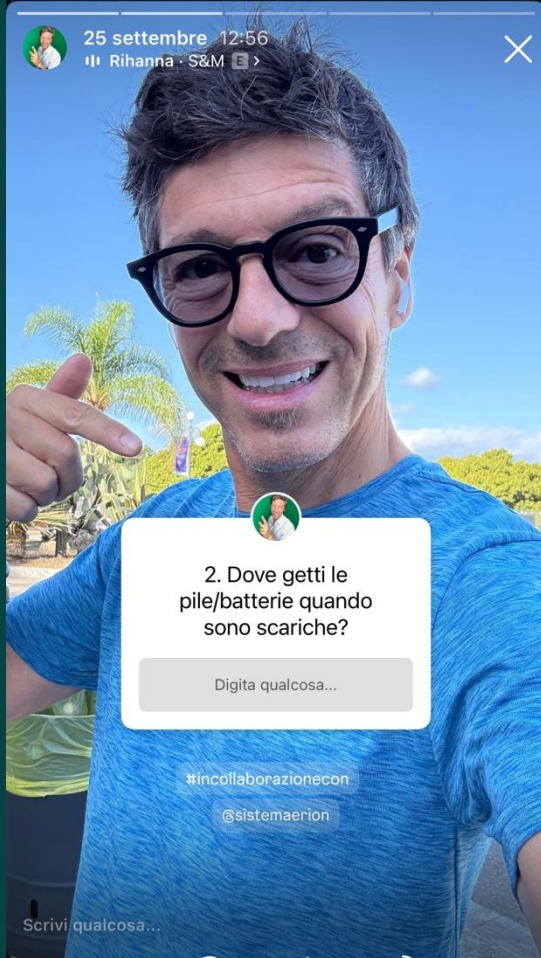 25 settembre 12:56
Rihanna · S&M E >
2. Dove getti le
pile/batterie quando
sono scariche?
Digita qualcosa...
#incollaborazionecon
@sistemaerion
Scrivi qualcosa...